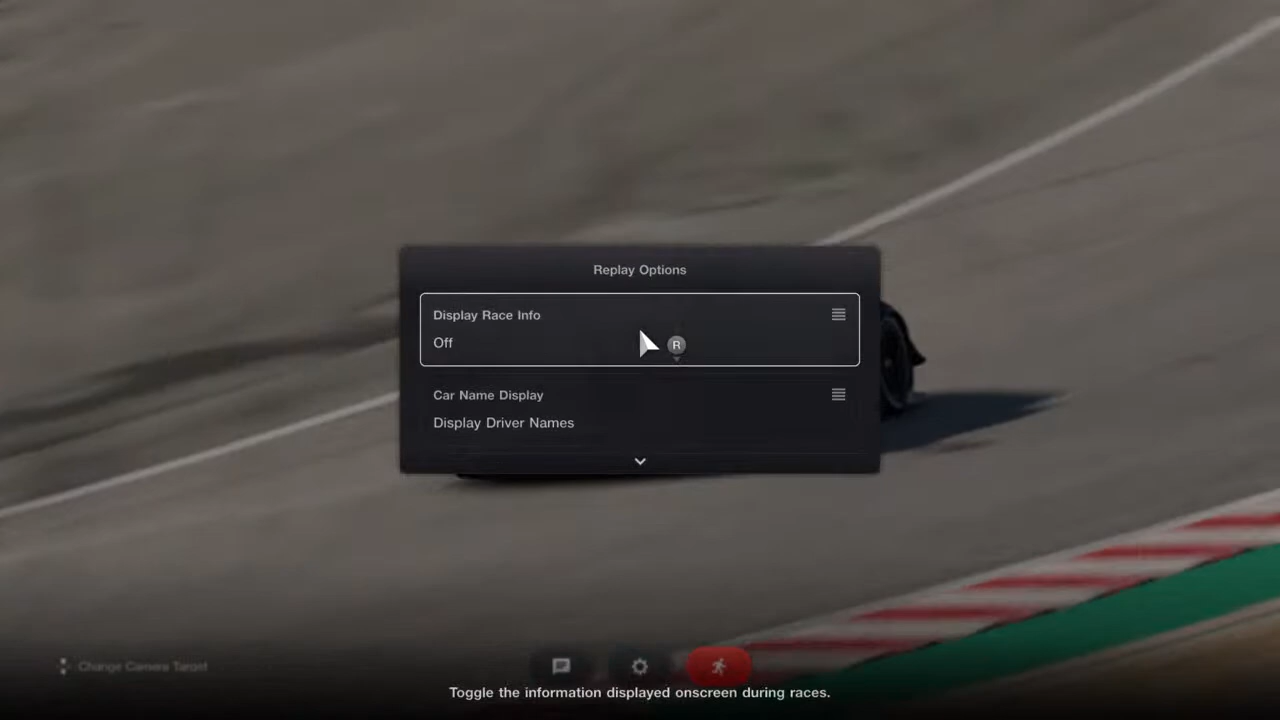 Replay Options
Display Race Info
Off
R
Car Name Display
Display Driver Names
Change Camera Target
Toggle the information displayed onscreen during races.